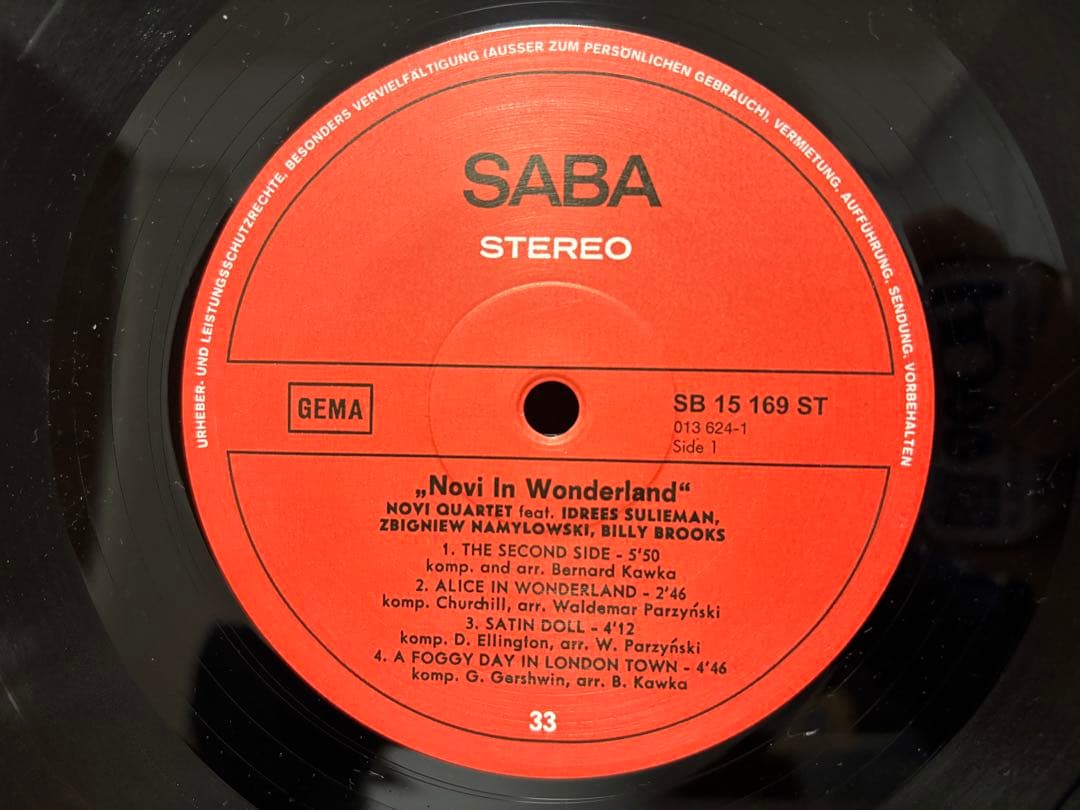 URHEBER- UND LEISTUNGSSCHUTZRECHTE, BESONDERS VERVIELFÄLTIGUNG (AUSSER ZUM PERSÖNLICHEN GEBRAUCH), VERMIETUNG, AUFFÜHRUNG, SENDUNG, VORBEHALTEN
SABA
STEREO
GEMA
SB 15 169 ST
013 624-1
Side 1
„Novi In Wonderland“
NOVI QUARTET feat. IDREES SULIEMAN,
ZBIGNIEW NAMYLOWSKI, BILLY BROOKS
1. THE SECOND SIDE - 5'50
komp. and arr. Bernard Kawka
2. ALICE IN WONDERLAND - 2'46
komp. Churchill, arr. Waldemar Parzyński
3. SATIN DOLL - 4'12
komp. D. Ellington, arr. W. Parzyński
4. A FOGGY DAY IN LONDON TOWN - 4'46
komp. G. Gershwin, arr. B. Kawka
33